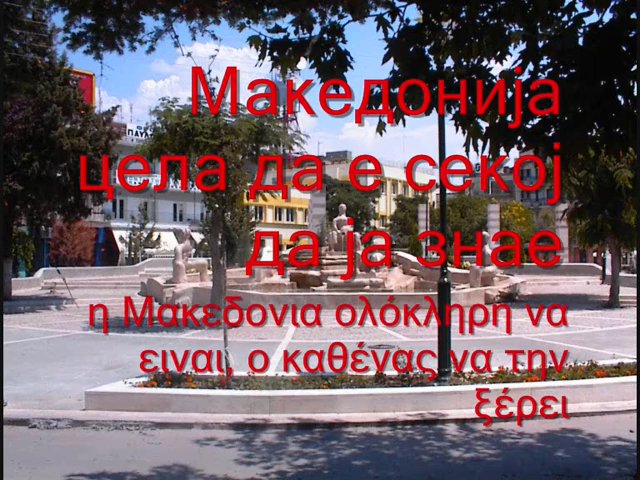 Македонија
цела да е секој
да ја знае
η Μακεδονια ολόκληρη να
ειναι, ο καθένας να την
ξέρει